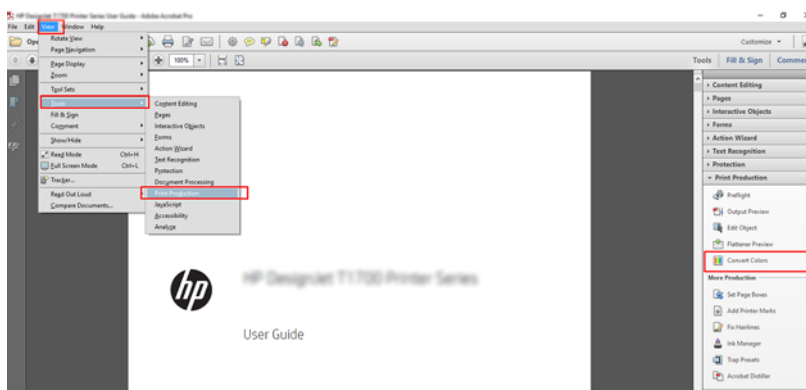 HP DesignJet T1700 Printer Series User Guide - Adobe Acrobat Pro
File Edit View Window Help
Rotate View
Page Navigation
Page Display
Zoom
Tool Sets
Tools
Fill & Sign
Comment
Show/Hide
Read Mode Ctrl+H
Full Screen Mode Ctrl+L
Tracker...
Read Out Loud
Compare Documents...
Content Editing
Pages
Interactive Objects
Forms
Action Wizard
Text Recognition
Protection
Document Processing
Print Production
JavaScript
Accessibility
Analyze
100%
Customize
Tools Fill & Sign
Content Editing
Pages
Interactive Objects
Forms
Action Wizard
Text Recognition
Protection
Print Production
Preflight
Output Preview
Edit Object
Flattener Preview
Convert Colors
More Production
Set Page Boxes
Add Printer Marks
Fix Hairlines
Ink Manager
Trap Presets
Acrobat Distiller
hp
HP DesignJet T1700 Printer Series
User Guide